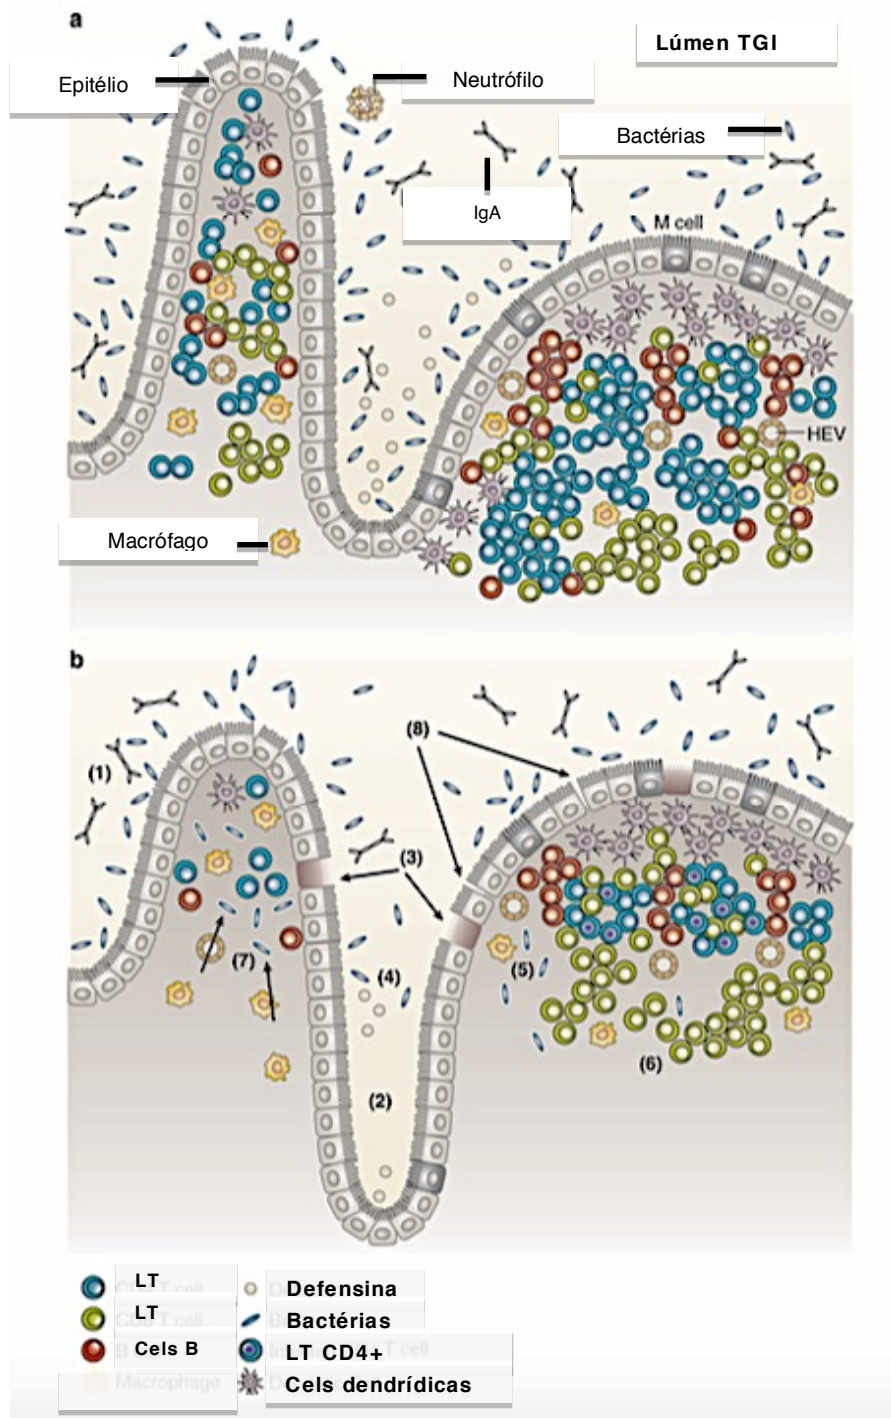 a
Lúmen TGI
Epitélio
Neutrófilo
Bactérias
IgA
M cell
HEV
Macrófago
b
(8)
(1)
(3)
(7)
(4)
(5)
(2)
(6)
LT
Defensina
LT
Bactérias
Cels B
LT CD4+
Macrophage
Cels dendrídicas